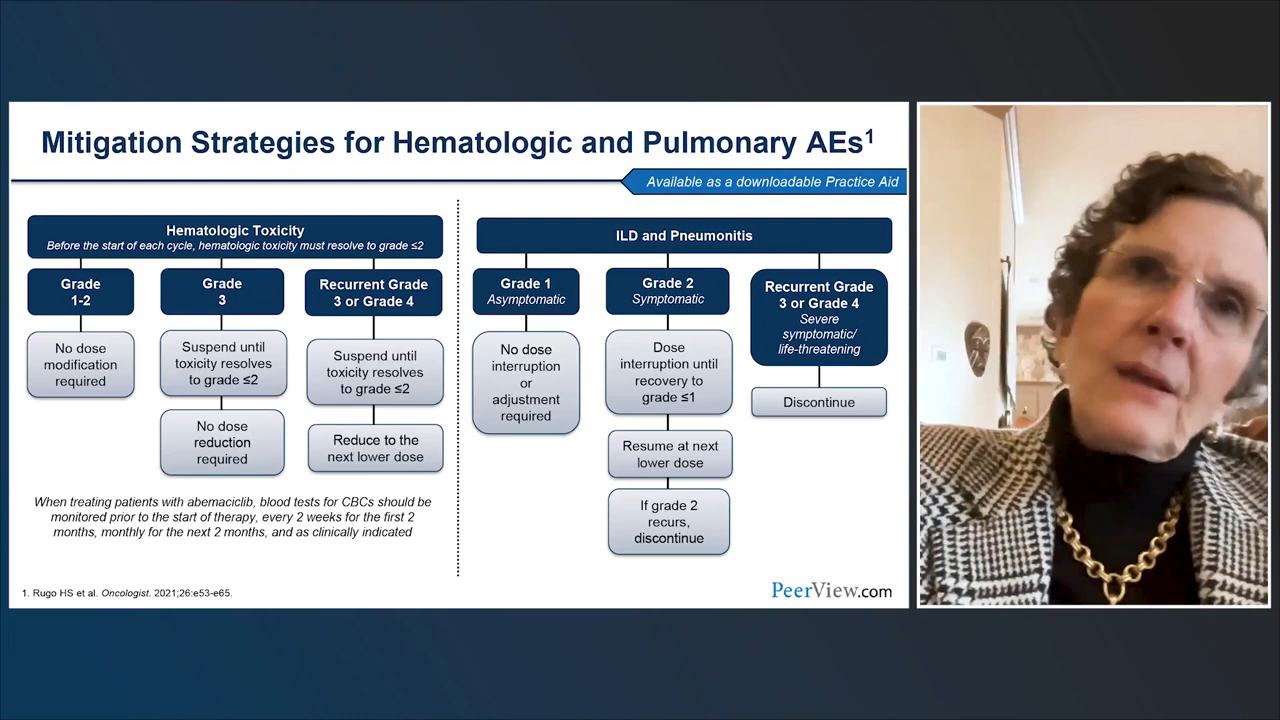 Mitigation Strategies for Hematologic and Pulmonary AEs1
Available as a downloadable Practice Aid
Hematologic Toxicity
Before the start of each cycle, hematologic toxicity must resolve to grade ≤2
Grade
1-2
No dose
modification
required
Grade
3
Suspend until
toxicity resolves
to grade ≤2
No dose
reduction
required
Recurrent Grade
3 or Grade 4
Suspend until
toxicity resolves
to grade ≤2
Reduce to the
next lower dose
When treating patients with abemaciclib, blood tests for CBCs should be
monitored prior to the start of therapy, every 2 weeks for the first 2
months, monthly for the next 2 months, and as clinically indicated
ILD and Pneumonitis
Grade 1
Asymptomatic
No dose
interruption
or
adjustment
required
Grade 2
Symptomatic
Dose
interruption until
recovery to
grade ≤1
Resume at next
lower dose
If grade 2
recurs,
discontinue
Recurrent Grade
3 or Grade 4
Severe
symptomatic/
life-threatening
Discontinue
1. Rugo HS et al. Oncologist. 2021;26:e53-e65.
PeerView.com